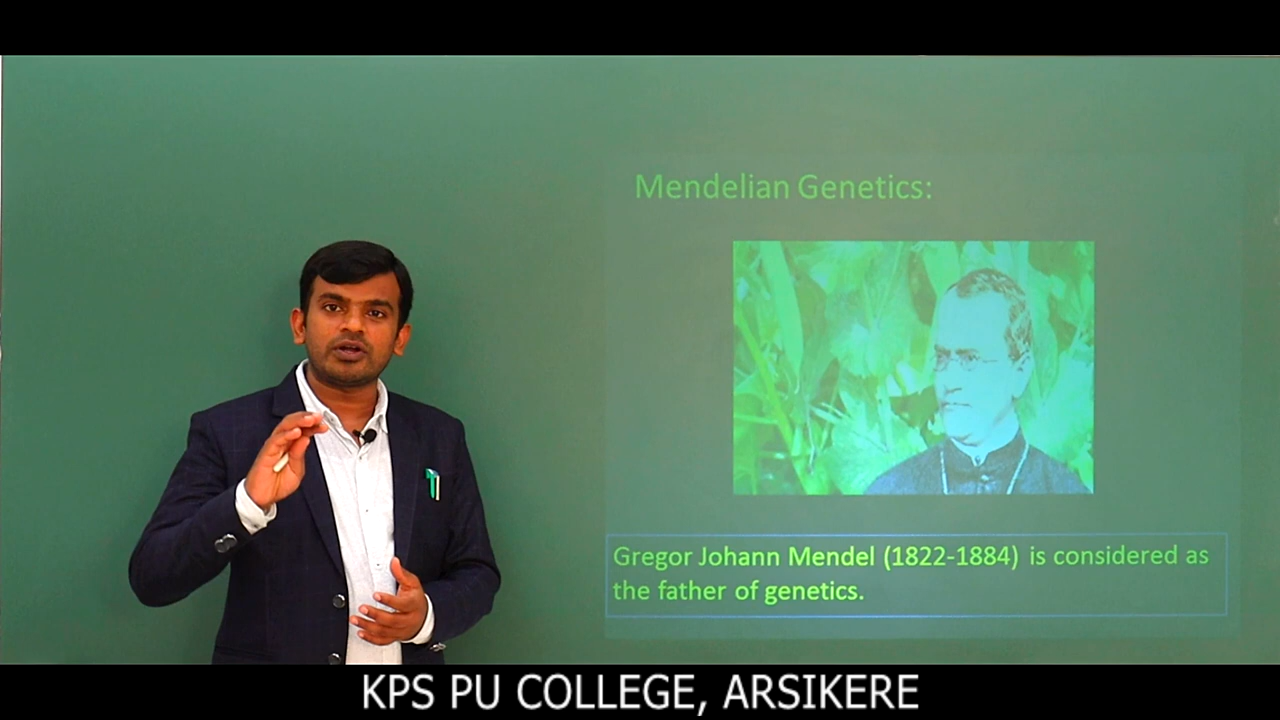 Mendelian Genetics:
Gregor Johann Mendel (1822-1884) is considered as
the father of genetics.
KPS PU COLLEGE, ARSIKERE